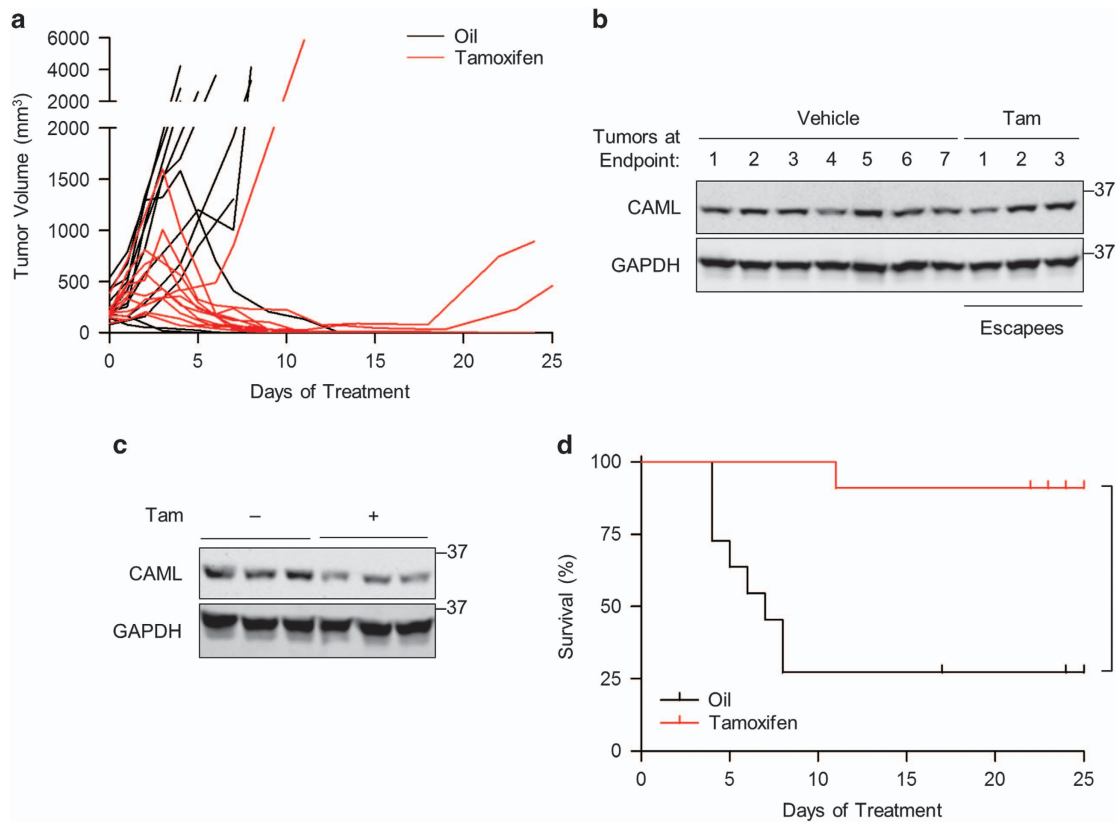 a
6000
4000
2000
2000
1500
1000
500
0
Tumor Volume (mm³)
0 5 10 15 20 25
Days of Treatment
Oil
Tamoxifen
b
Vehicle Tam
Tumors at
Endpoint: 1 2 3 4 5 6 7 1 2 3
CAML
37
GAPDH
37
Escapees
c
Tam – +
CAML
37
GAPDH
37
d
100
75
50
25
0
Survival (%)
Oil
Tamoxifen
0 5 10 15 20 25
Days of Treatment